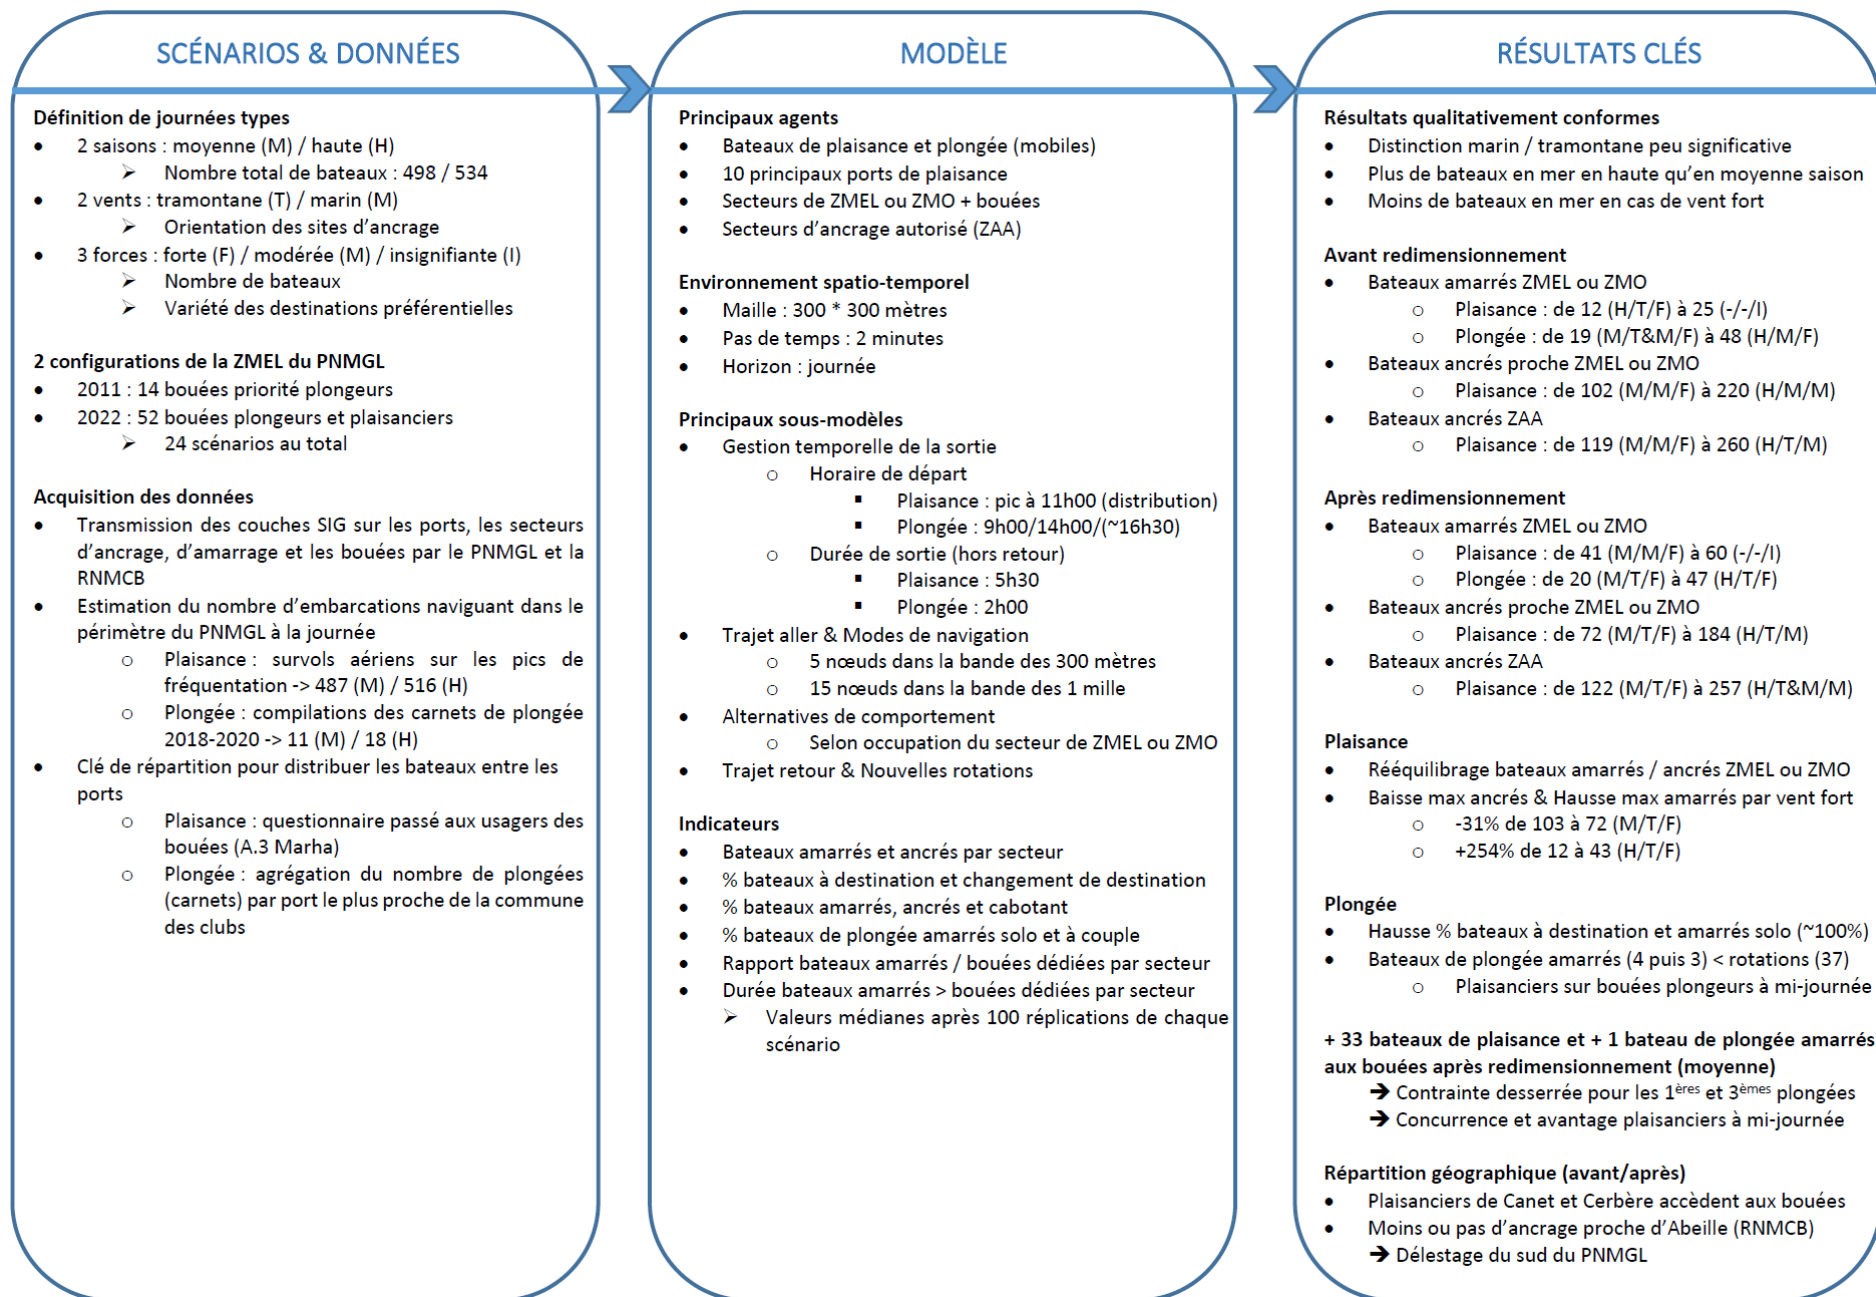 SCÉNARIOS & DONNÉES
Définition de journées types
• 2 saisons : moyenne (M) / haute (H)
➢ Nombre total de bateaux : 498 / 534
• 2 vents : tramontane (T) / marin (M)
➢ Orientation des sites d'ancrage
• 3 forces : forte (F) / modérée (M) / insignifiante (I)
➢ Nombre de bateaux
➢ Variété des destinations préférentielles
2 configurations de la ZMEL du PNMGL
• 2011 : 14 bouées priorité plongeurs
• 2022 : 52 bouées plongeurs et plaisanciers
➢ 24 scénarios au total
Acquisition des données
• Transmission des couches SIG sur les ports, les secteurs
d'ancrage, d'amarrage et les bouées par le PNMGL et la
RNMCB
• Estimation du nombre d'embarcations naviguant dans le
périmètre du PNMGL à la journée
o Plaisance : survols aériens sur les pics de
fréquentation -> 487 (M) / 516 (H)
o Plongée : compilations des carnets de plongée
2018-2020 -> 11 (M) / 18 (H)
• Clé de répartition pour distribuer les bateaux entre les
ports
o Plaisance : questionnaire passé aux usagers des
bouées (A.3 Marha)
o Plongée : agrégation du nombre de plongées
(carnets) par port le plus proche de la commune
des clubs
MODÈLE
Principaux agents
• Bateaux de plaisance et plongée (mobiles)
• 10 principaux ports de plaisance
• Secteurs de ZMEL ou ZMO + bouées
• Secteurs d'ancrage autorisé (ZAA)
Environnement spatio-temporel
• Maille : 300 * 300 mètres
• Pas de temps : 2 minutes
• Horizon : journée
Principaux sous-modèles
• Gestion temporelle de la sortie
o Horaire de départ
▪ Plaisance : pic à 11h00 (distribution)
▪ Plongée : 9h00/14h00/(~16h30)
o Durée de sortie (hors retour)
▪ Plaisance : 5h30
▪ Plongée : 2h00
• Trajet aller & Modes de navigation
o 5 nœuds dans la bande des 300 mètres
o 15 nœuds dans la bande des 1 mille
• Alternatives de comportement
o Selon occupation du secteur de ZMEL ou ZMO
• Trajet retour & Nouvelles rotations
Indicateurs
• Bateaux amarrés et ancrés par secteur
• % bateaux à destination et changement de destination
• % bateaux amarrés, ancrés et cabotant
• % bateaux de plongée amarrés solo et à couple
• Rapport bateaux amarrés / bouées dédiées par secteur
• Durée bateaux amarrés > bouées dédiées par secteur
➢ Valeurs médianes après 100 réplications de chaque
scénario
RÉSULTATS CLÉS
Résultats qualitativement conformes
• Distinction marin / tramontane peu significative
• Plus de bateaux en mer en haute qu'en moyenne saison
• Moins de bateaux en mer en cas de vent fort
Avant redimensionnement
• Bateaux amarrés ZMEL ou ZMO
o Plaisance : de 12 (H/T/F) à 25 (-/-/I)
o Plongée : de 19 (M/T&M/F) à 48 (H/M/F)
• Bateaux ancrés proche ZMEL ou ZMO
o Plaisance : de 102 (M/M/F) à 220 (H/M/M)
• Bateaux ancrés ZAA
o Plaisance : de 119 (M/M/F) à 260 (H/T/M)
Après redimensionnement
• Bateaux amarrés ZMEL ou ZMO
o Plaisance : de 41 (M/M/F) à 60 (-/-/I)
o Plongée : de 20 (M/T/F) à 47 (H/T/F)
• Bateaux ancrés proche ZMEL ou ZMO
o Plaisance : de 72 (M/T/F) à 184 (H/T/M)
• Bateaux ancrés ZAA
o Plaisance : de 122 (M/T/F) à 257 (H/T&M/M)
Plaisance
• Rééquilibrage bateaux amarrés / ancrés ZMEL ou ZMO
• Baisse max ancrés & Hausse max amarrés par vent fort
o -31% de 103 à 72 (M/T/F)
o +254% de 12 à 43 (H/T/F)
Plongée
• Hausse % bateaux à destination et amarrés solo (~100%)
• Bateaux de plongée amarrés (4 puis 3) < rotations (37)
o Plaisanciers sur bouées plongeurs à mi-journée
+ 33 bateaux de plaisance et + 1 bateau de plongée amarrés
aux bouées après redimensionnement (moyenne)
➔ Contrainte desserrée pour les 1ères et 3èmes plongées
➔ Concurrence et avantage plaisanciers à mi-journée
Répartition géographique (avant/après)
• Plaisanciers de Canet et Cerbère accèdent aux bouées
• Moins ou pas d'ancrage proche d'Abeille (RNMCB)
➔ Délestage du sud du PNMGL